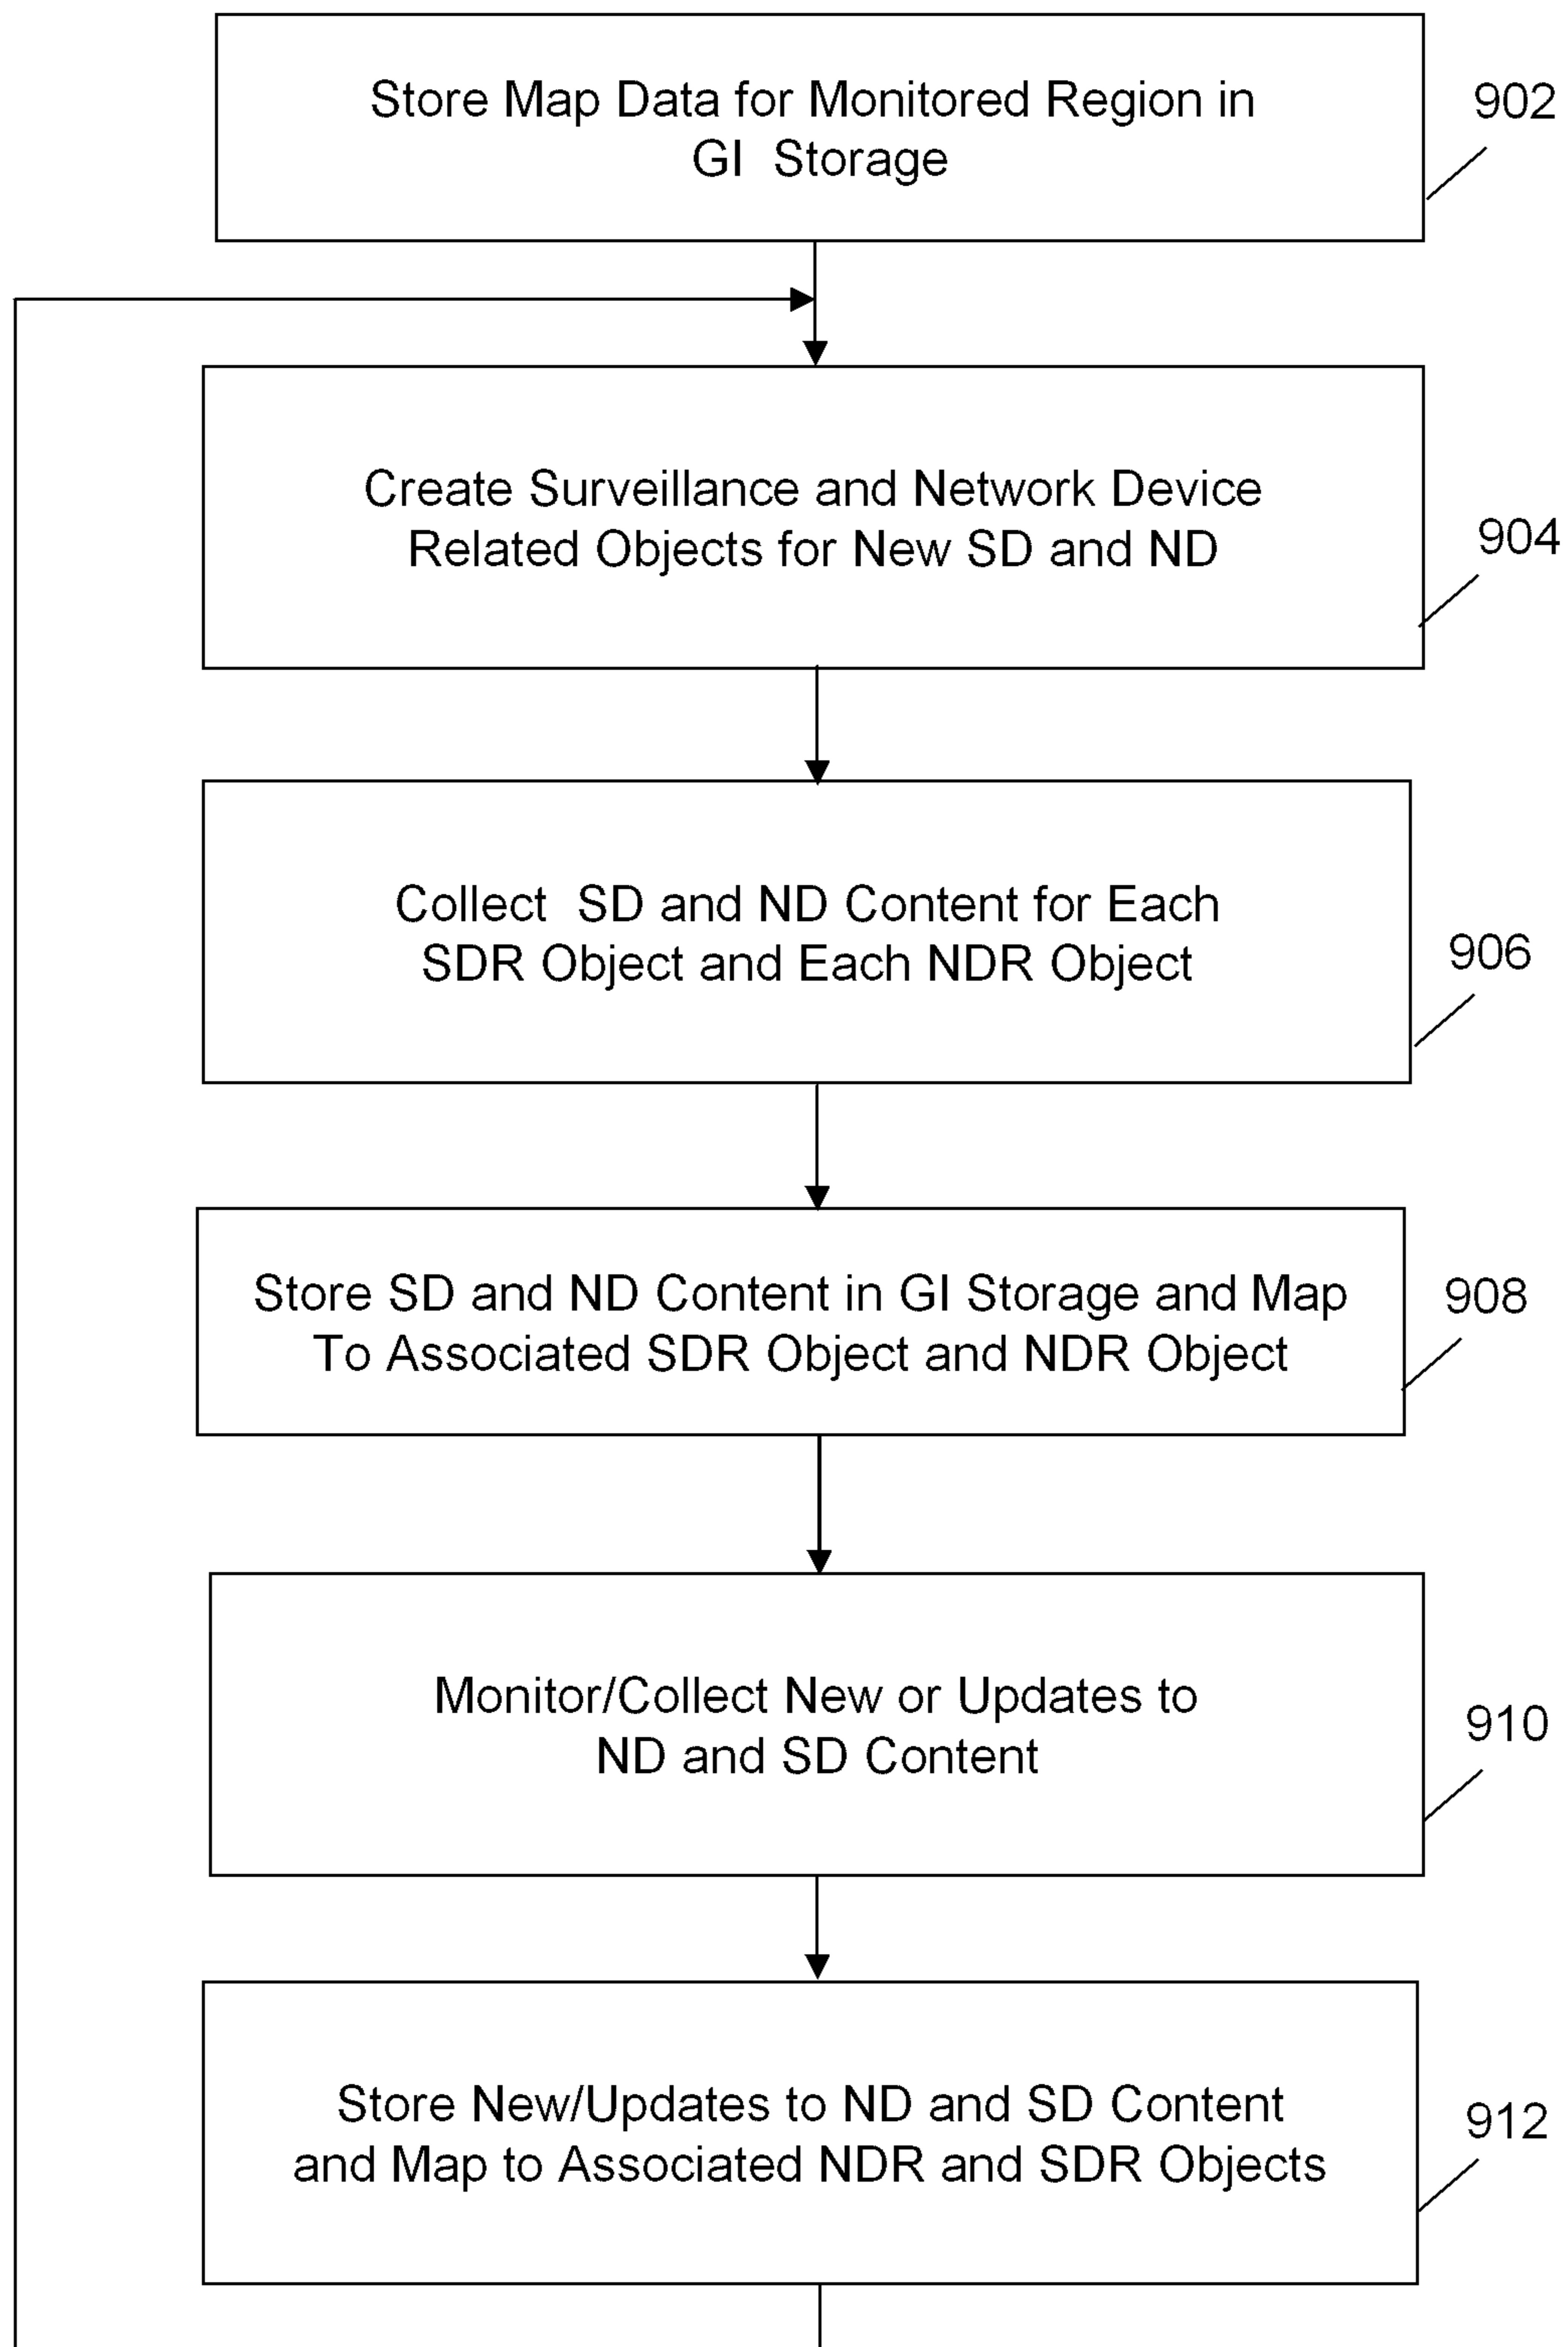 Store Map Data for Monitored Region in
GI Storage
902
Create Surveillance and Network Device
Related Objects for New SD and ND
904
Collect SD and ND Content for Each
SDR Object and Each NDR Object
906
Store SD and ND Content in GI Storage and Map
To Associated SDR Object and NDR Object
908
Monitor/Collect New or Updates to
ND and SD Content
910
Store New/Updates to ND and SD Content
and Map to Associated NDR and SDR Objects
912